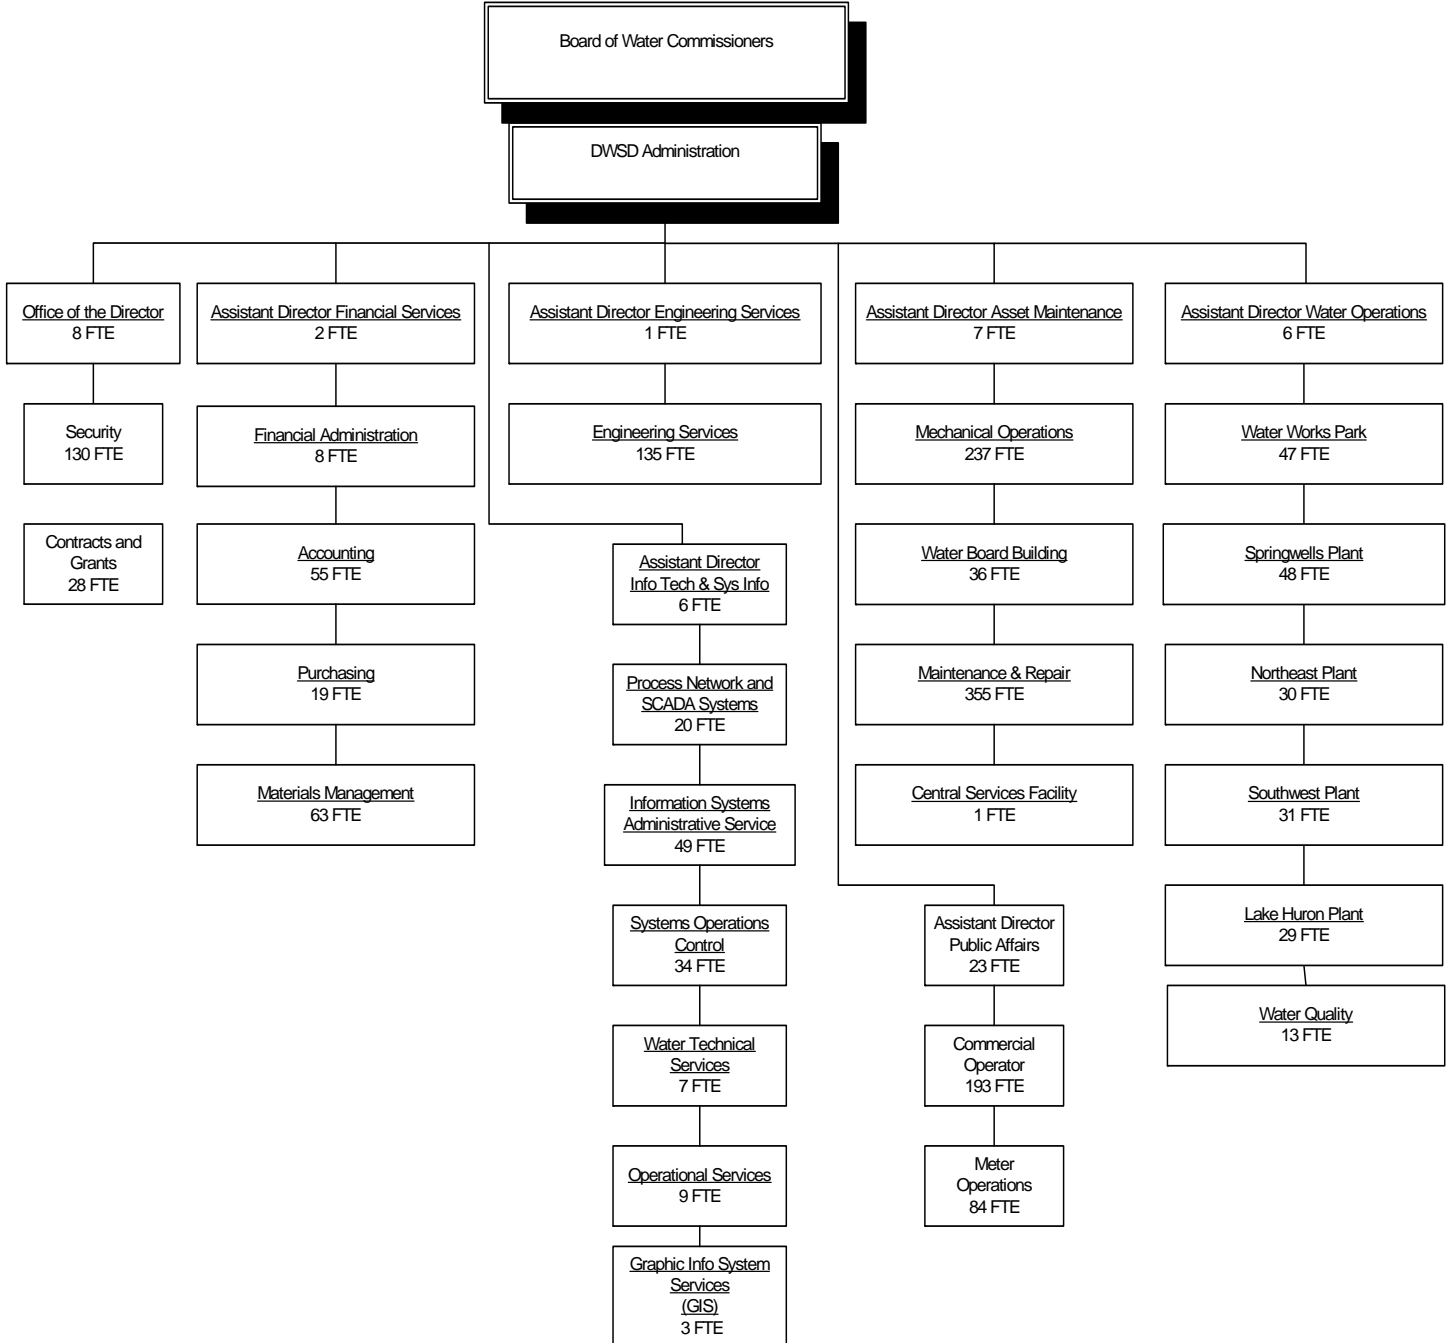 Board of Water Commissioners
DWSD Administration
Office of the Director
8 FTE
Security
130 FTE
Contracts and
Grants
28 FTE
Assistant Director Financial Services
2 FTE
Financial Administration
8 FTE
Accounting
55 FTE
Purchasing
19 FTE
Materials Management
63 FTE
Assistant Director Engineering Services
1 FTE
Engineering Services
135 FTE
Assistant Director
Info Tech & Sys Info
6 FTE
Process Network and
SCADA Systems
20 FTE
Information Systems
Administrative Service
49 FTE
Systems Operations
Control
34 FTE
Water Technical
Services
7 FTE
Operational Services
9 FTE
Graphic Info System
Services
(GIS)
3 FTE
Assistant Director Asset Maintenance
7 FTE
Mechanical Operations
237 FTE
Water Board Building
36 FTE
Maintenance & Repair
355 FTE
Central Services Facility
1 FTE
Assistant Director
Public Affairs
23 FTE
Commercial
Operator
193 FTE
Meter
Operations
84 FTE
Assistant Director Water Operations
6 FTE
Water Works Park
47 FTE
Springwells Plant
48 FTE
Northeast Plant
30 FTE
Southwest Plant
31 FTE
Lake Huron Plant
29 FTE
Water Quality
13 FTE